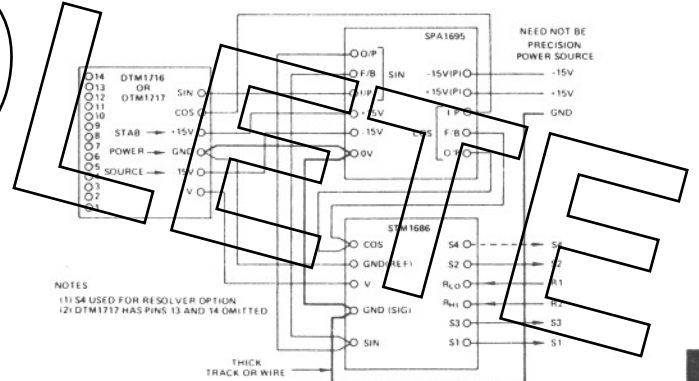 SPA1695
NEED NOT BE
PRECISION
POWER SOURCE
-15V
+15V
GND
O/P
F/B
I/P
SIN
+15V
-15V
0V
-15V(P)
+15V(P)
I P
F/B
O/P
COS
DTM1716
OR
DTM1717
14
13
12
11
10
9
8
7
6
5
4
3
2
1
SIN
COS
STAB
+15V
POWER
GND
SOURCE
15V
V
STM1686
COS
GND(REF)
V
GND (SIG)
SIN
S4
S2
RLO
RHI
S3
S1
S4
S2
R1
R2
S3
S1
NOTES
(1) S4 USED FOR RESOLVER OPTION
(2) DTM1717 HAS PINS 13 AND 14 OMITTED
THICK
TRACK OR WIRE
LETE